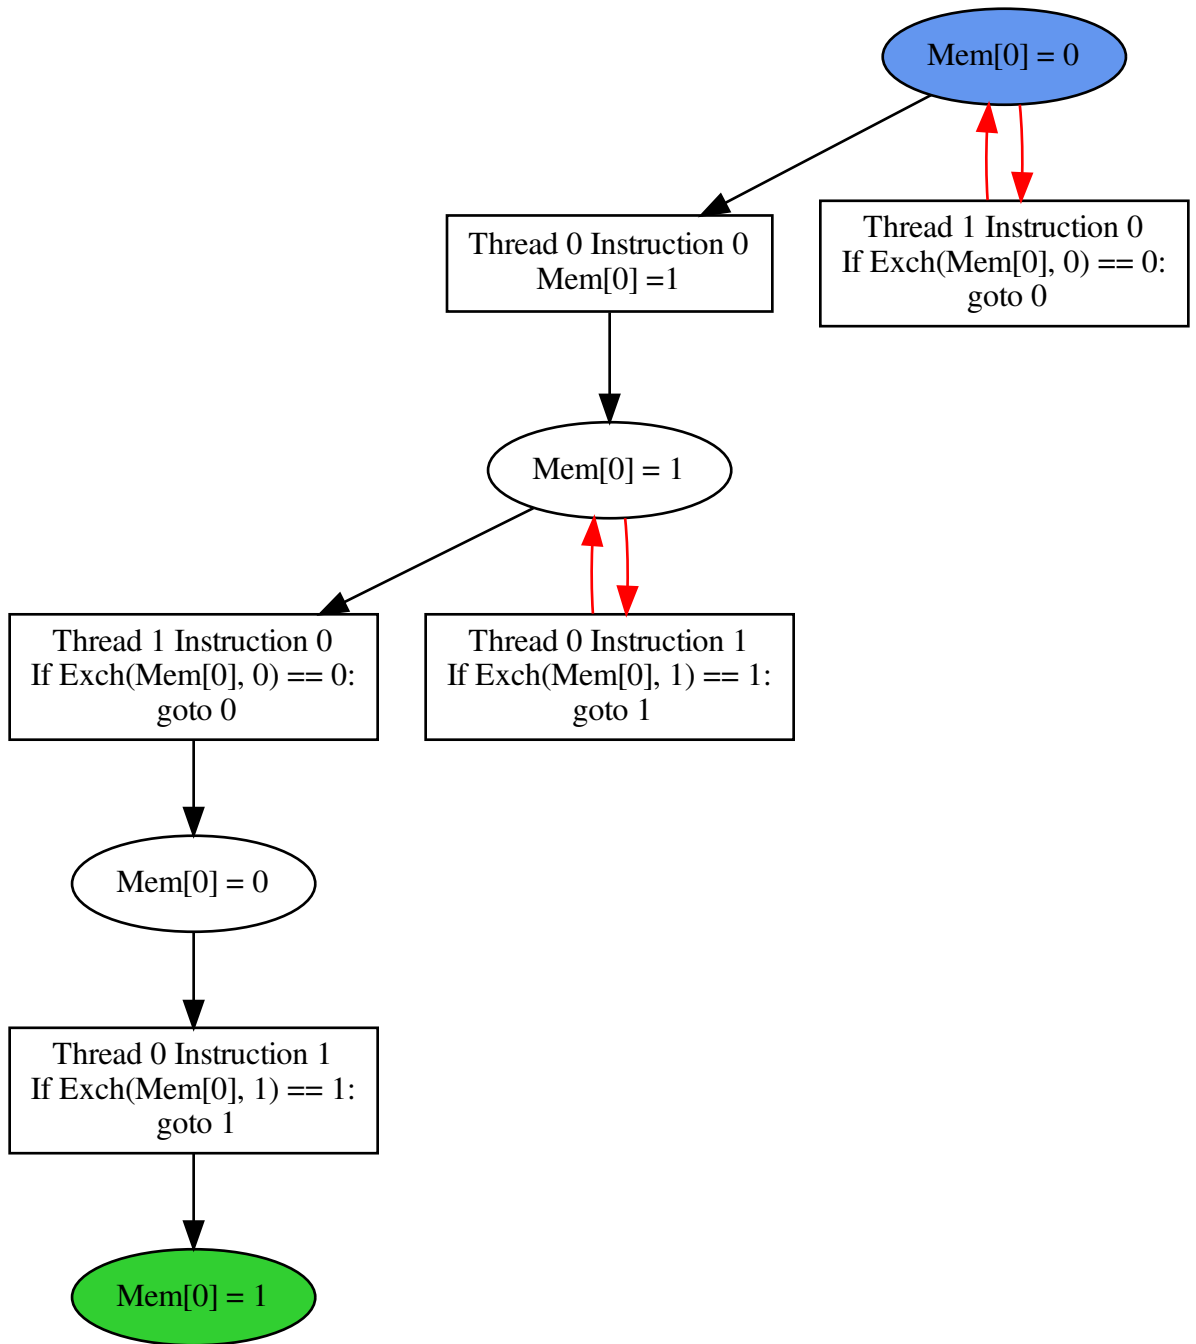 Mem[0] = 0
Thread 0 Instruction 0
Mem[0] =1
Thread 1 Instruction 0
If Exch(Mem[0], 0) == 0:
goto 0
Mem[0] = 1
Thread 1 Instruction 0
If Exch(Mem[0], 0) == 0:
goto 0
Thread 0 Instruction 1
If Exch(Mem[0], 1) == 1:
goto 1
Mem[0] = 0
Thread 0 Instruction 1
If Exch(Mem[0], 1) == 1:
goto 1
Mem[0] = 1